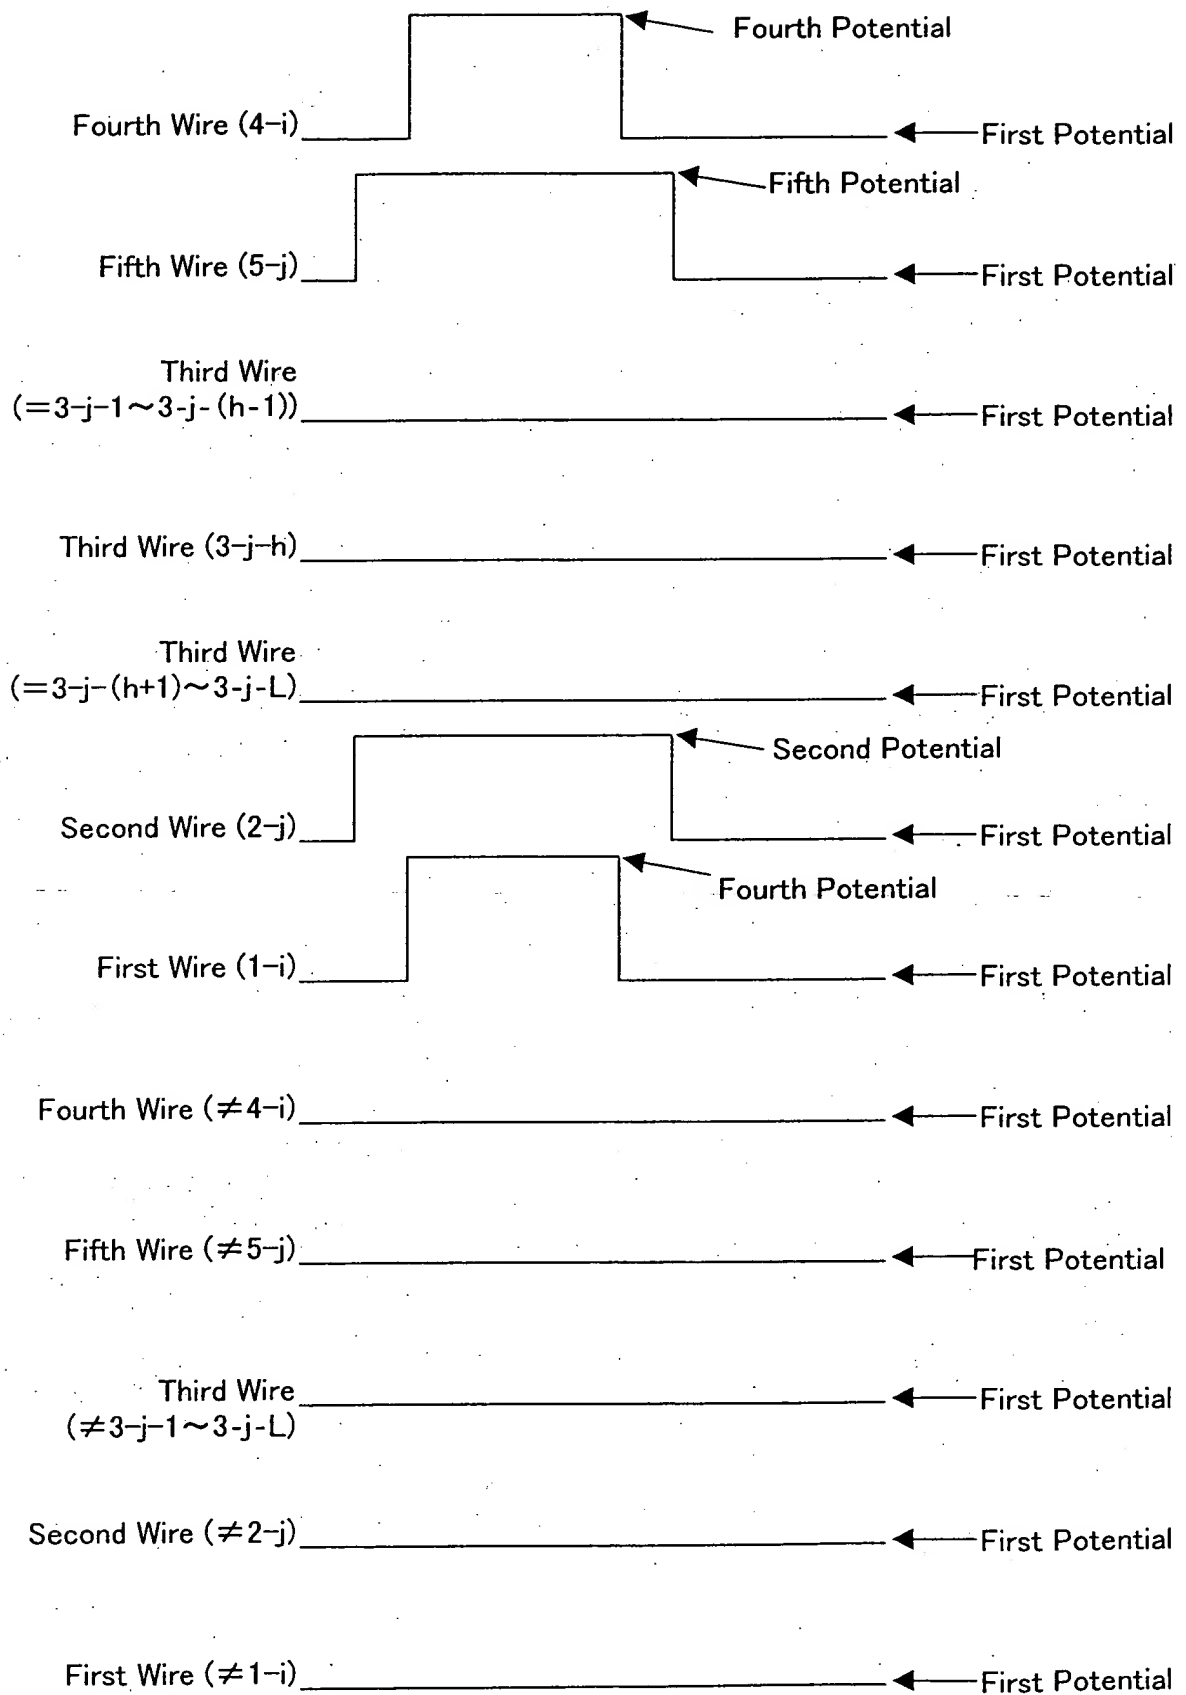 Fourth Potential
Fourth Wire (4-i)
First Potential
Fifth Potential
Fifth Wire (5-j)
First Potential
Third Wire
(=3-j-1~3-j-(h-1))
First Potential
Third Wire (3-j-h)
First Potential
Third Wire
(=3-j-(h+1)~3-j-L)
First Potential
Second Potential
Second Wire (2-j)
First Potential
Fourth Potential
First Wire (1-i)
First Potential
Fourth Wire (≠4-i)
First Potential
Fifth Wire (≠5-j)
First Potential
Third Wire
(≠3-j-1~3-j-L)
First Potential
Second Wire (≠2-j)
First Potential
First Wire (≠1-i)
First Potential